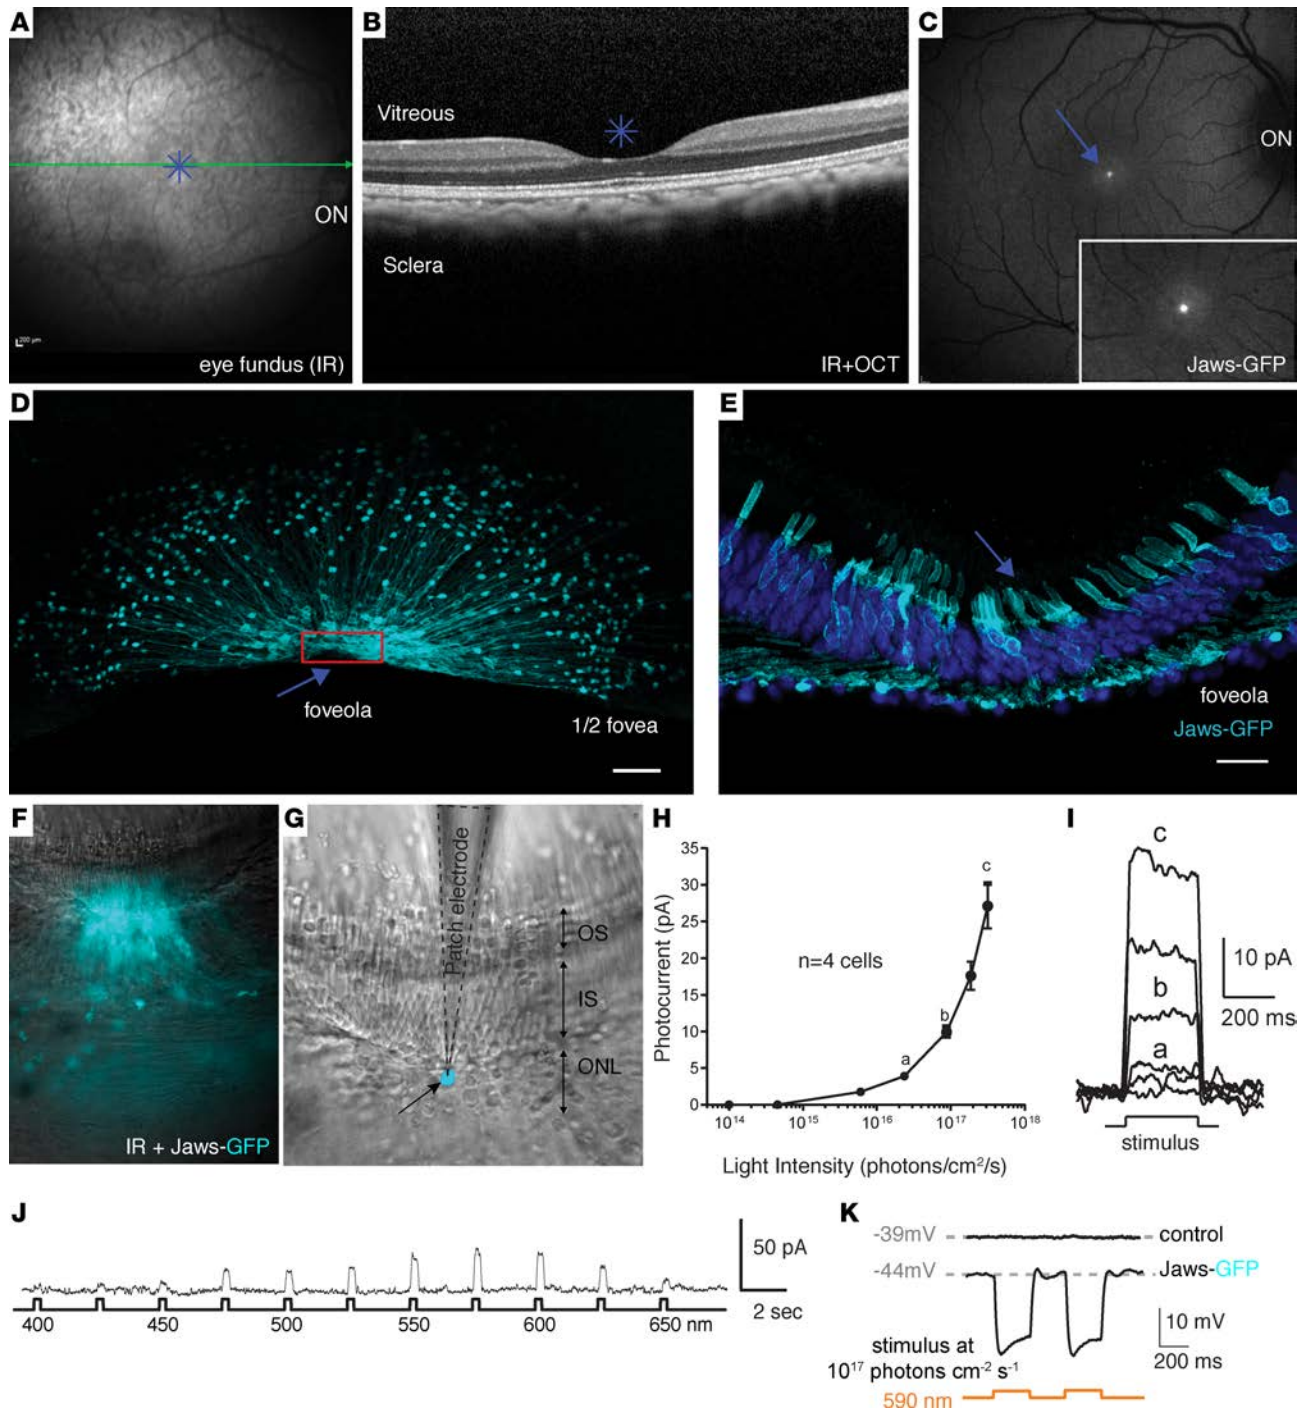 A
ON
200 µm
eye fundus (IR)
B
Vitreous
Sclera
IR+OCT
C
ON
Jaws-GFP
D
foveola
1/2 fovea
E
foveola
Jaws-GFP
F
IR + Jaws-GFP
G
Patch electrode
OS
IS
ONL
H
35
30
25
20
15
10
5
0
Photocurrent (pA)
n=4 cells
a
b
c
10¹⁴ 10¹⁵ 10¹⁶ 10¹⁷ 10¹⁸
Light Intensity (photons/cm²/s)
I
c
b
a
10 pA
200 ms
stimulus
J
50 pA
2 sec
400 450 500 550 600 650 nm
K
-39mV control
-44mV Jaws-GFP
10 mV
200 ms
stimulus at
10¹⁷ photons cm⁻² s⁻¹
590 nm